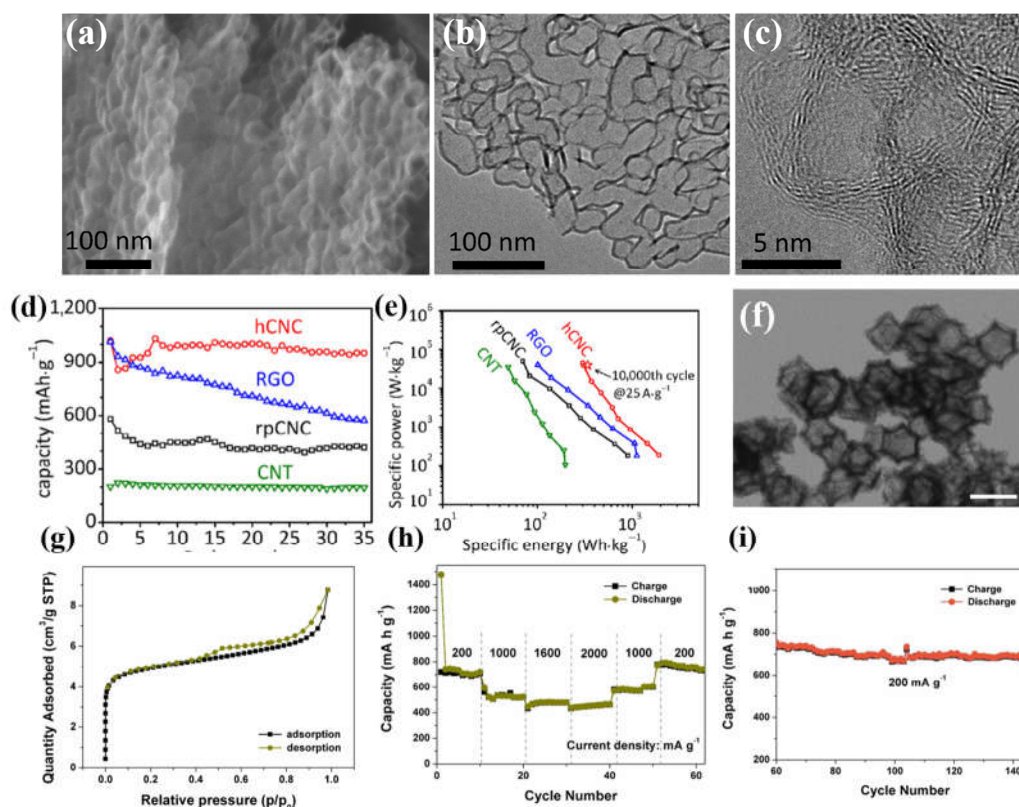 (a)
100 nm
(b)
100 nm
(c)
5 nm
(d)
capacity (mAh·g⁻¹)
1,200
900
600
300
0
0 5 10 15 20 25 30 35
hCNC
RGO
rpCNC
CNT
(e)
Specific power (W·kg⁻¹)
10⁶
10⁵
10⁴
10³
10²
10¹
10¹ 10² 10³
Specific energy (Wh·kg⁻¹)
CNT
rpCNC
RGO
hCNC
10,000th cycle
@25 A·g⁻¹
(f)
(g)
Quantity Adsorbed (cm³/g STP)
8
6
4
2
0
0.0 0.2 0.4 0.6 0.8 1.0
Relative pressure (p/p₀)
adsorption
desorption
(h)
Capacity (mA h g⁻¹)
1400
1200
1000
800
600
400
200
0
0 10 20 30 40 50 60
Cycle Number
Charge
Discharge
200 1000 1600 2000 1000 200
Current density: mA g⁻¹
(i)
Capacity (mA h g⁻¹)
1000
800
600
400
200
60 80 100 120 140
Cycle Number
Charge
Discharge
200 mA g⁻¹